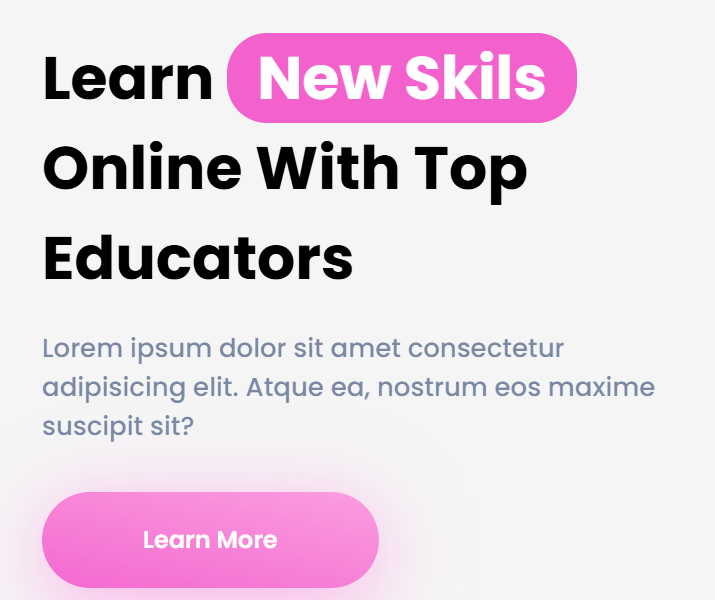 Learn New Skils
Online With Top
Educators
Lorem ipsum dolor sit amet consectetur
adipisicing elit. Atque ea, nostrum eos maxime
suscipit sit?
Learn More